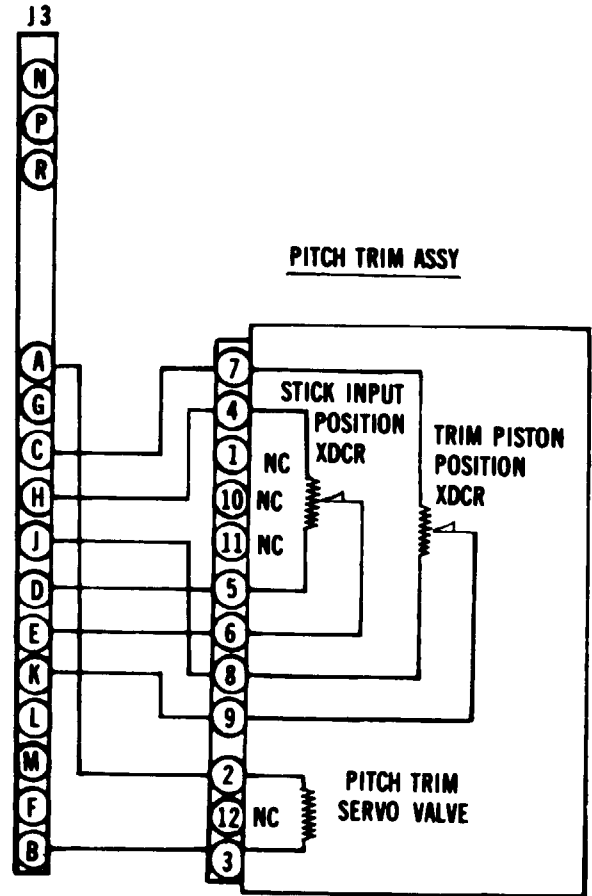 J3
N
P
R
PITCH TRIM ASSY
A
G
C
H
J
D
E
K
L
M
F
B
7
4
1
10
11
5
6
8
9
2
12
3
STICK INPUT
POSITION
XDCR
NC
NC
NC
TRIM PISTON
POSITION
XDCR
PITCH TRIM
SERVO VALVE
NC